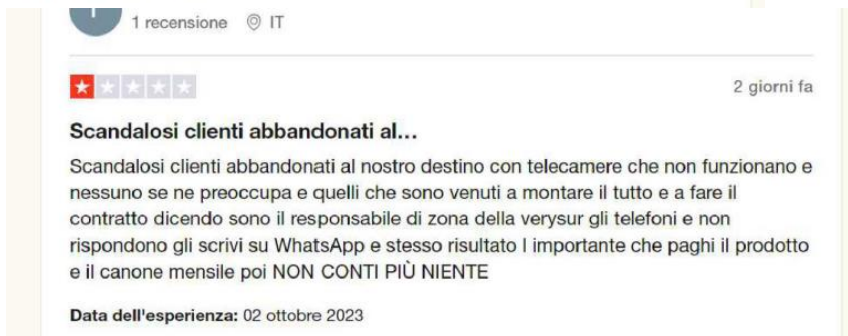 1 recensione IT
2 giorni fa
Scandalosi clienti abbandonati al...
Scandalosi clienti abbandonati al nostro destino con telecamere che non funzionano e
nessuno se ne preoccupa e quelli che sono venuti a montare il tutto e a fare il
contratto dicendo sono il responsabile di zona della verysur gli telefoni e non
rispondono gli scrivi su WhatsApp e stesso risultato l importante che paghi il prodotto
e il canone mensile poi NON CONTI PIÙ NIENTE
Data dell'esperienza: 02 ottobre 2023